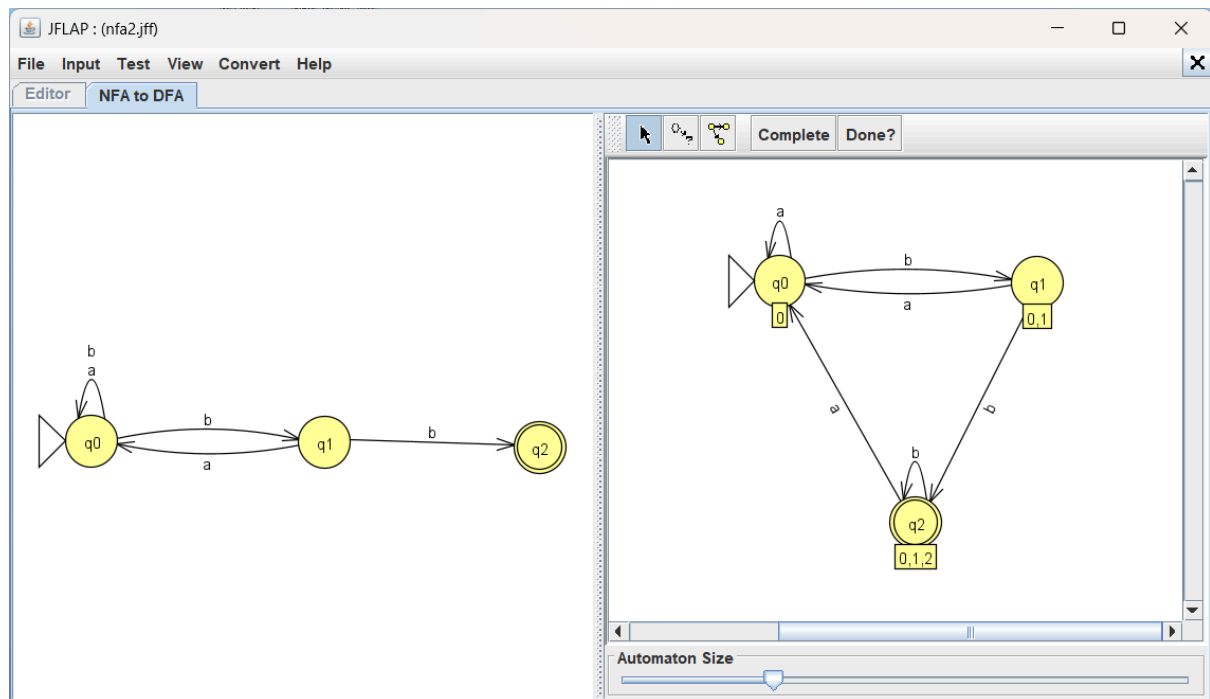 JFLAP : (nfa2.jff)
File Input Test View Convert Help
Editor NFA to DFA
Complete Done?
a
b
q0 q1
0 0,1
a
a b
b
q2
0,1,2
b
a
b
q0 q1 q2
b
a
Automaton Size